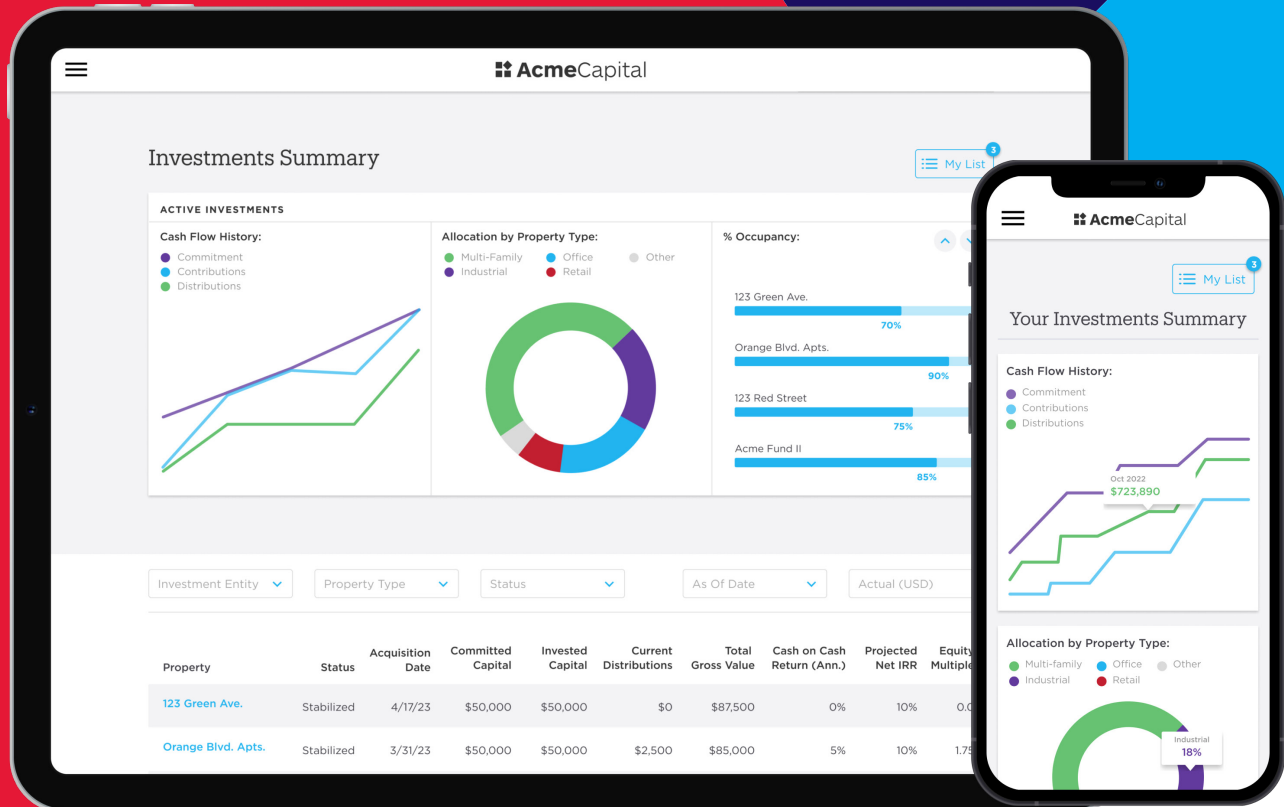 AcmeCapital
Investments Summary
My List
3
ACTIVE INVESTMENTS
Cash Flow History:
Commitment
Contributions
Distributions
Allocation by Property Type:
Multi-Family Office Other
Industrial Retail
% Occupancy:
123 Green Ave.
70%
Orange Blvd. Apts.
90%
123 Red Street
75%
Acme Fund II
85%
Investment Entity Property Type Status As Of Date Actual (USD)
Property Status Acquisition Date Committed Capital Invested Capital Current Distributions Total Gross Value Cash on Cash Return (Ann.) Projected Net IRR Equity Multiple
123 Green Ave. Stabilized 4/17/23 $50,000 $50,000 $0 $87,500 0% 10%
Orange Blvd. Apts. Stabilized 3/31/23 $50,000 $50,000 $2,500 $85,000 5% 10% 1.75
AcmeCapital
My List
3
Your Investments Summary
Cash Flow History:
Commitment
Contributions
Distributions
Oct 2022
$723,890
Allocation by Property Type:
Multi-family Office Other
Industrial Retail
Industrial
18%